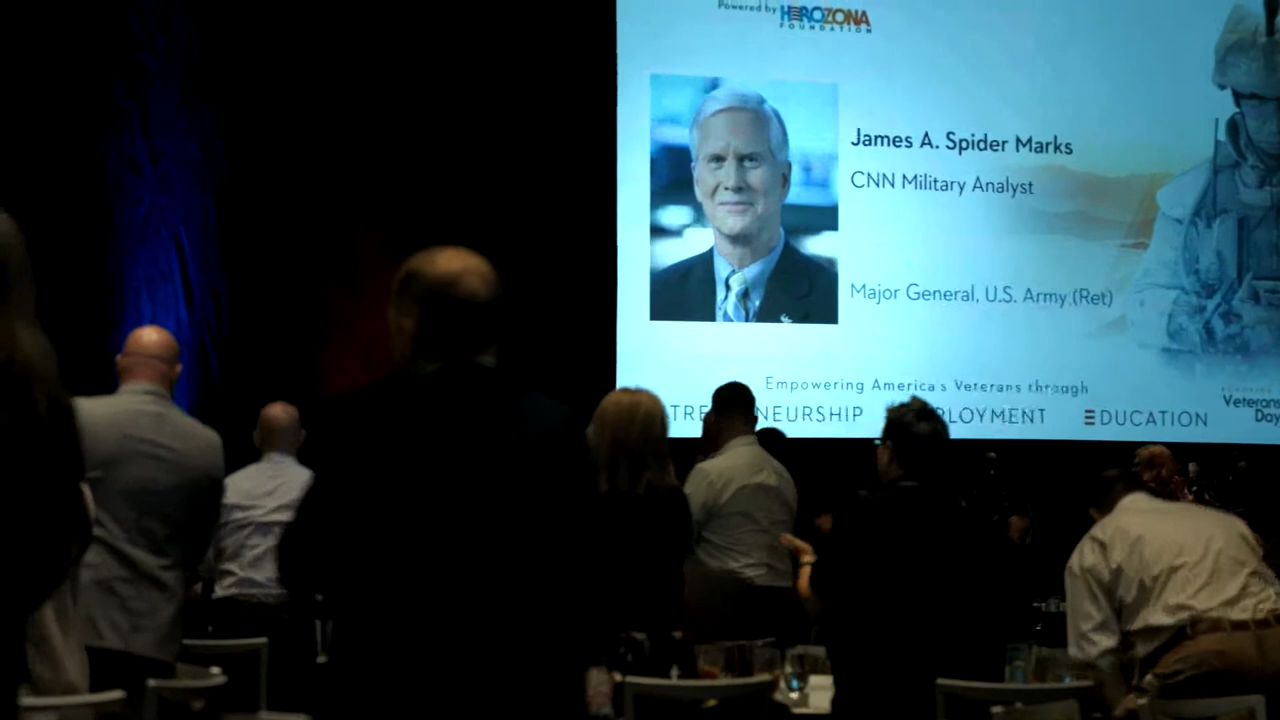 Powered by HEROZONA
FOUNDATION
James A. Spider Marks
CNN Military Analyst
Major General, U.S. Army (Ret)
Empowering America's Veterans through
EDUCATION
Veterans
Day